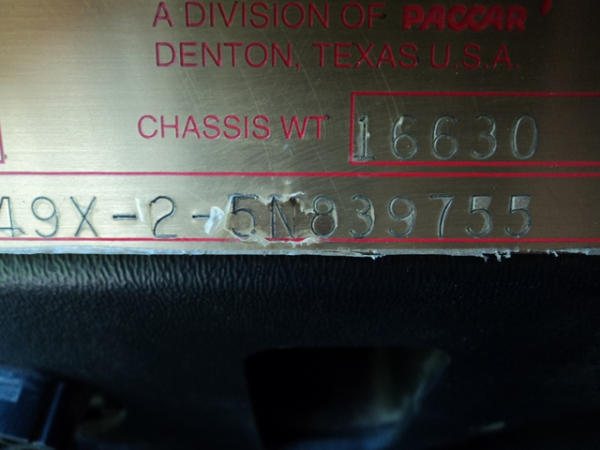 A DIVISION OF PACCAR
DENTON, TEXAS U.S.A.
CHASSIS WT 16630
49X-2-5N839755